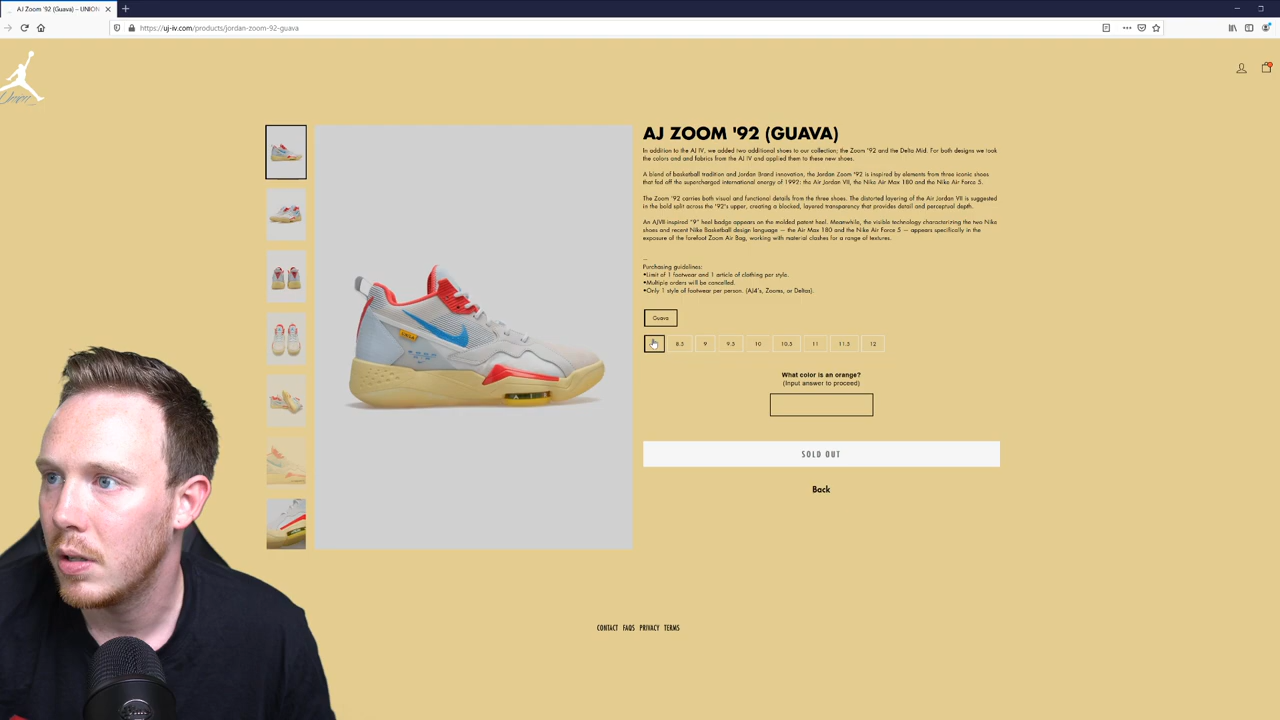 AJ Zoom '92 (Guava) – UNION
https://uj-iv.com/products/jordan-zoom-92-guava
AJ ZOOM '92 (GUAVA)
In addition to the AJ IV, we added two additional shoes to our collection; the Zoom '92 and the Delta Mid. For both designs we took
the colors and and fabrics from the AJ IV and applied them to these new shoes.
A blend of basketball tradition and Jordan Brand innovation, the Jordan Zoom '92 is inspired by elements from three iconic shoes
that fed off the supercharged international energy of 1992: the Air Jordan VII, the Nike Air Max 180 and the Nike Air Force 5.
The Zoom '92 carries both visual and functional details from the three shoes. The distorted layering of the Air Jordan VII is suggested
in the bold split across the '92's upper, creating a blocked, layered transparency that provides detail and perceptual depth.
An AJVII-inspired "9" heel badge appears on the molded patent heel. Meanwhile, the visible technology characterizing the two Nike
shoes and recent Nike Basketball design language — the Air Max 180 and the Nike Air Force 5 — appears specifically in the
exposure of the forefoot Zoom Air Bag, working with material clashes for a range of textures.
—
Purchasing guidelines:
•Limit of 1 footwear and 1 article of clothing per style.
•Multiple orders will be cancelled.
•Only 1 style of footwear per person. (AJ4's, Zooms, or Deltas).
Guava
8.5 9 9.5 10 10.5 11 11.5 12
What color is an orange?
(Input answer to proceed)
SOLD OUT
Back
CONTACT FAQS PRIVACY TERMS